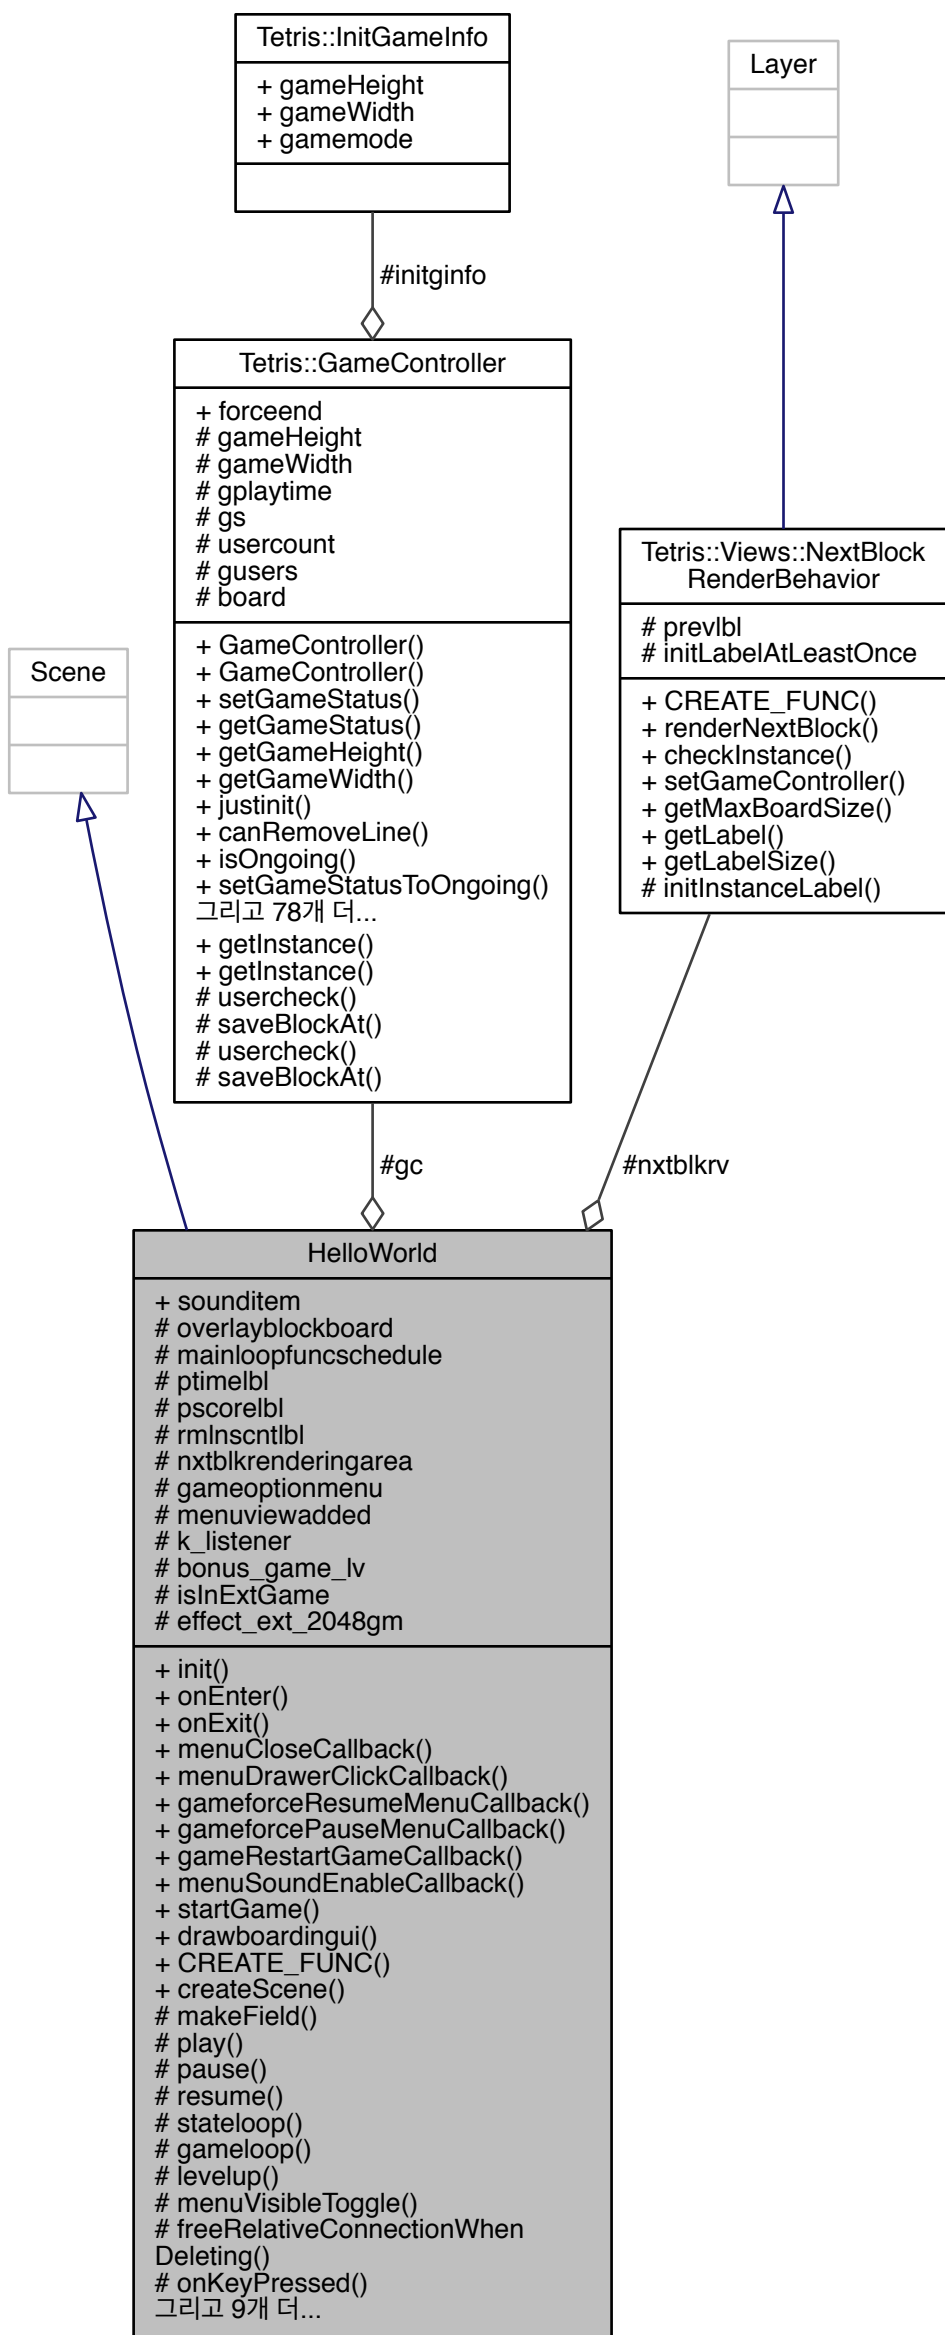 Tetris::InitGameInfo
+ gameHeight
+ gameWidth
+ gamemode
Layer
#initginfo
Tetris::GameController
+ forceend
# gameHeight
# gameWidth
# gplaytime
# gs
# usercount
# gusers
# board
+ GameController()
+ GameController()
+ setGameStatus()
+ getGameStatus()
+ getGameHeight()
+ getGameWidth()
+ justinit()
+ canRemoveLine()
+ isOngoing()
+ setGameStatusToOngoing()
그리고 78개 더...
+ getInstance()
+ getInstance()
# usercheck()
# saveBlockAt()
# usercheck()
# saveBlockAt()
Tetris::Views::NextBlock
RenderBehavior
# prevlbl
# initLabelAtLeastOnce
+ CREATE_FUNC()
+ renderNextBlock()
+ checkInstance()
+ setGameController()
+ getMaxBoardSize()
+ getLabel()
+ getLabelSize()
# initInstanceLabel()
Scene
#gc
#nxtblkrv
HelloWorld
+ sounditem
# overlayblockboard
# mainloopfuncschedule
# ptimelbl
# pscorelbl
# rmlnscntlbl
# nxtblkrenderingarea
# gameoptionmenu
# menuviewadded
# k_listener
# bonus_game_lv
# isInExtGame
# effect_ext_2048gm
+ init()
+ onEnter()
+ onExit()
+ menuCloseCallback()
+ menuDrawerClickCallback()
+ gameforceResumeMenuCallback()
+ gameforcePauseMenuCallback()
+ gameRestartGameCallback()
+ menuSoundEnableCallback()
+ startGame()
+ drawboardingui()
+ CREATE_FUNC()
+ createScene()
# makeField()
# play()
# pause()
# resume()
# stateloop()
# gameloop()
# levelup()
# menuVisibleToggle()
# freeRelativeConnectionWhen
Deleting()
# onKeyPressed()
그리고 9개 더...